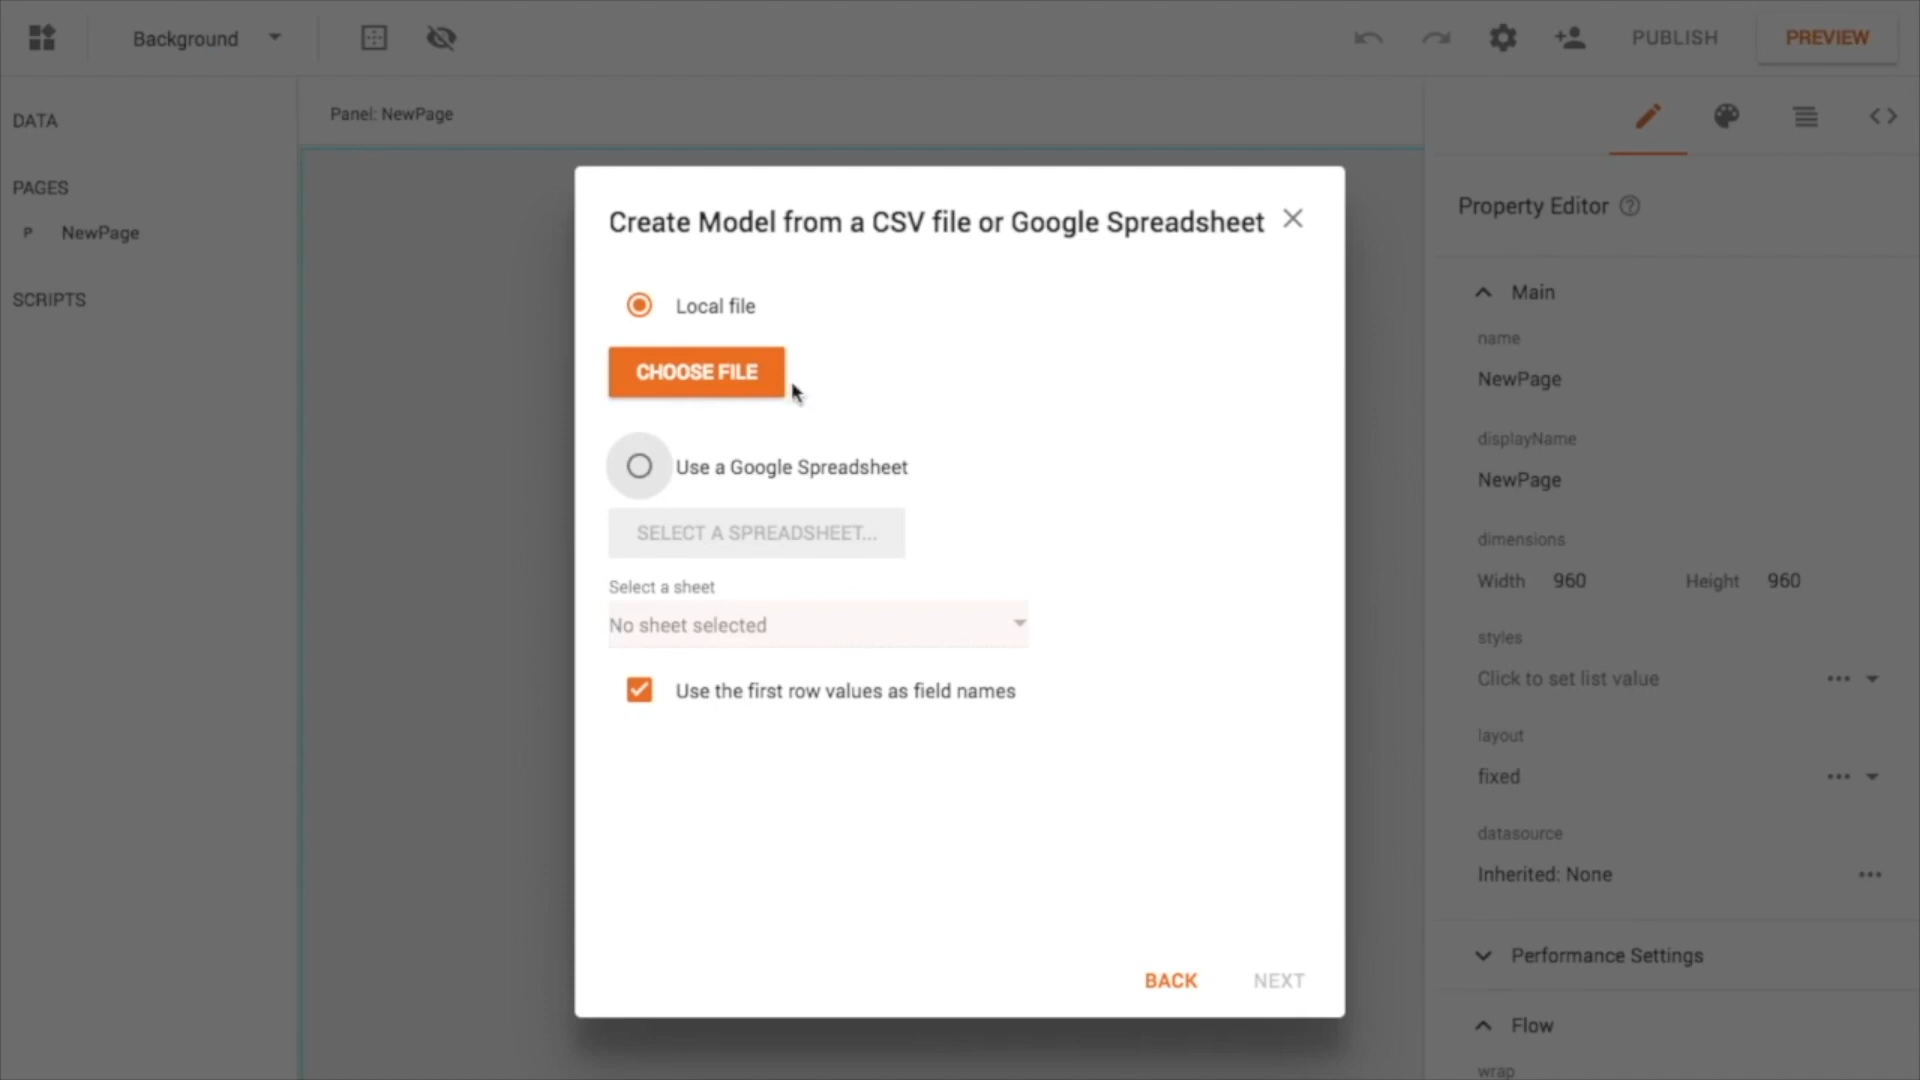 Background
PUBLISH
PREVIEW
DATA
PAGES
P NewPage
SCRIPTS
Panel: NewPage
Create Model from a CSV file or Google Spreadsheet
Local file
CHOOSE FILE
Use a Google Spreadsheet
SELECT A SPREADSHEET...
Select a sheet
No sheet selected
Use the first row values as field names
BACK
NEXT
Property Editor
Main
name
NewPage
displayName
NewPage
dimensions
Width 960 Height 960
styles
Click to set list value
layout
fixed
datasource
Inherited: None
Performance Settings
Flow
wrap